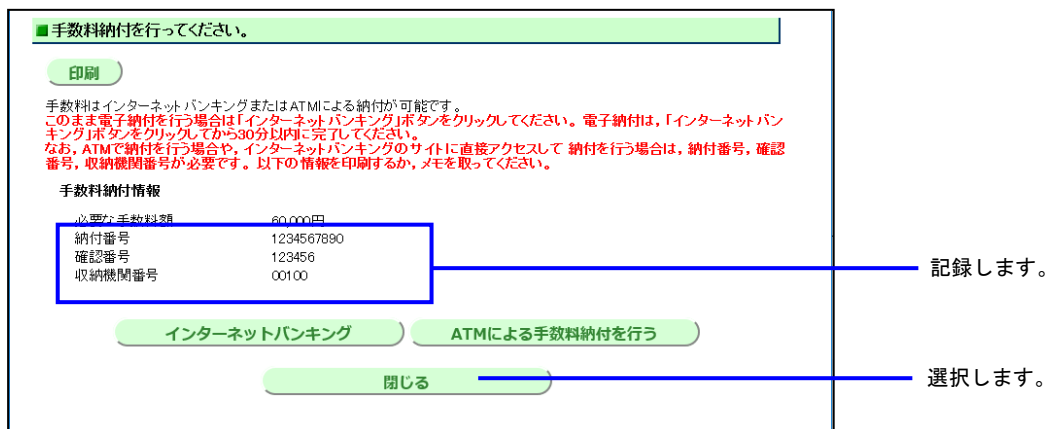 ■手数料納付を行ってください。
印刷
手数料はインターネットバンキングまたはATMによる納付が可能です。
このまま電子納付を行う場合は「インターネットバンキング」ボタンをクリックしてください。電子納付は，「インターネットバン
キング」ボタンをクリックしてから30分以内に完了してください。
なお，ATMで納付を行う場合や，インターネットバンキングのサイトに直接アクセスして 納付を行う場合は，納付番号，確認
番号，収納機関番号が必要です。以下の情報を印刷するか，メモを取ってください。
手数料納付情報
必要な手数料額 60,000円
納付番号 1234567890
確認番号 123456
収納機関番号 00100
記録します。
インターネットバンキング ATMによる手数料納付を行う
閉じる 選択します。